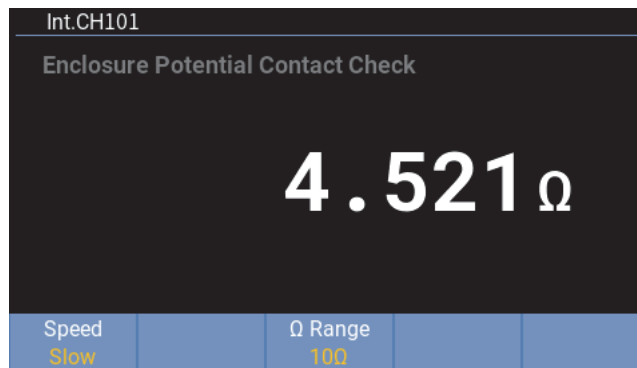 Int.CH101
Enclosure Potential Contact Check
4.521Ω
Speed
Ω Range
Slow
10Ω